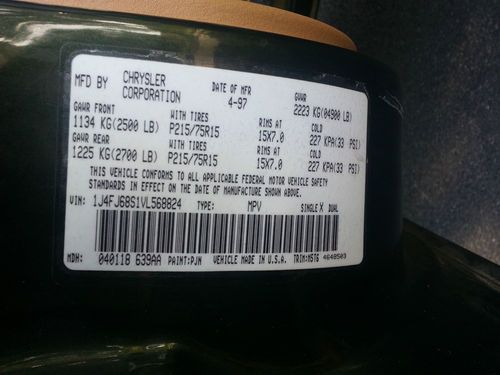 MFD BY CHRYSLER CORPORATION DATE OF MFR 4-97 GVWR 2223 KG(04900 LB)
GAWR FRONT WITH TIRES RIMS AT COLD
1134 KG(2500 LB) P215/75R15 15X7.0 227 KPA(33 PSI)
GAWR REAR WITH TIRES RIMS AT COLD
1225 KG(2700 LB) P215/75R15 15X7.0 227 KPA(33 PSI)
THIS VEHICLE CONFORMS TO ALL APPLICABLE FEDERAL MOTOR VEHICLE SAFETY
STANDARDS IN EFFECT ON THE DATE OF MANUFACTURE SHOWN ABOVE.
VIN: 1J4FJ68S1VL568824 TYPE: MPV SINGLE X DUAL
MDH: 040118 639AA PAINT:PJN VEHICLE MADE IN U.S.A. TRIM:M5T6 4648503